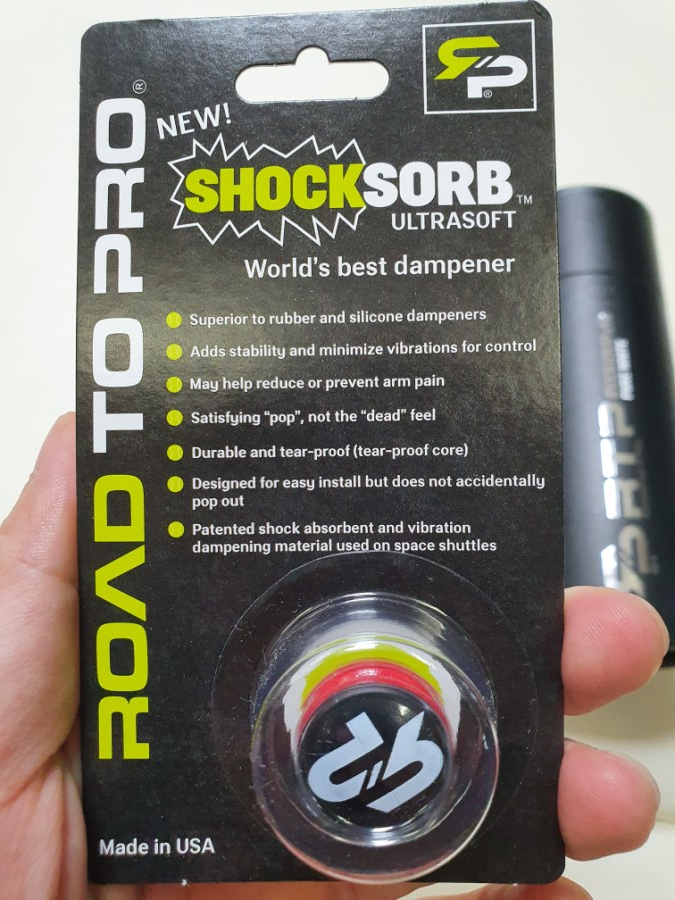 ROAD TO PRO®
RP®
NEW!
SHOCKSORB™
ULTRASOFT
World's best dampener
Superior to rubber and silicone dampeners
Adds stability and minimize vibrations for control
May help reduce or prevent arm pain
Satisfying “pop”, not the “dead” feel
Durable and tear-proof (tear-proof core)
Designed for easy install but does not accidentally
pop out
Patented shock absorbent and vibration
dampening material used on space shuttles
RP
Made in USA
RTP